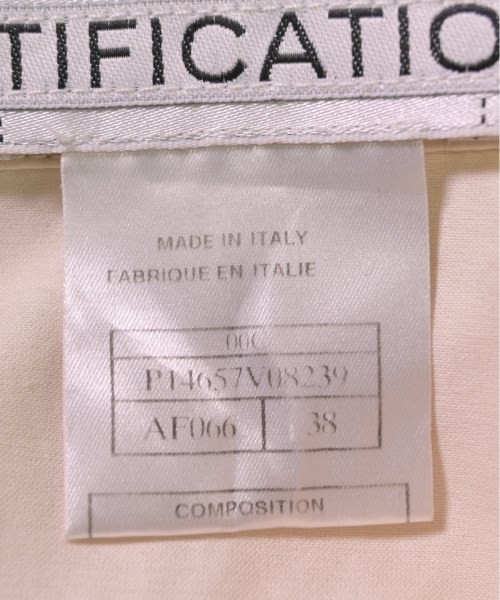 TIFICATIO
MADE IN ITALY
FABRIQUE EN ITALIE
00C
P14657V08239
AF066 38
COMPOSITION